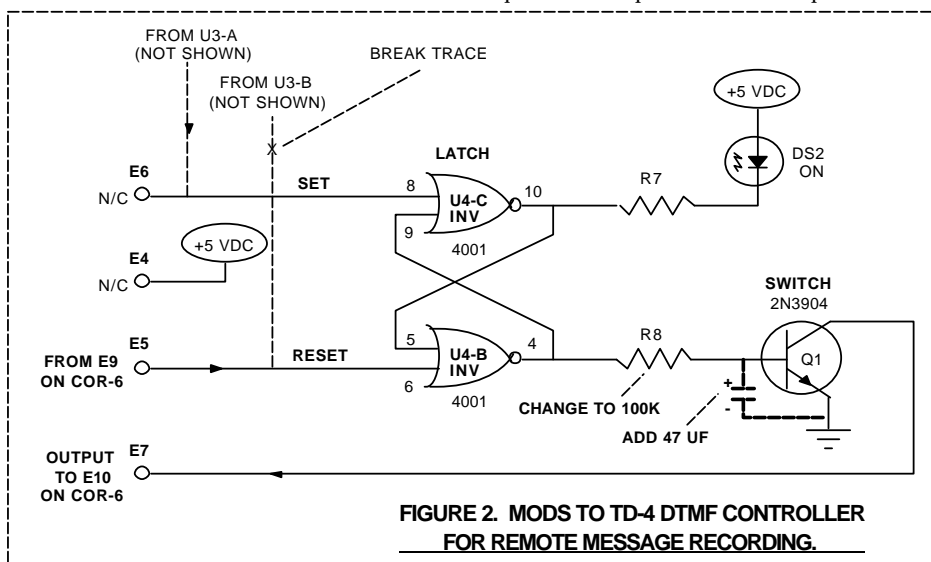 FROM U3-A
(NOT SHOWN)
FROM U3-B
(NOT SHOWN)
BREAK TRACE
X
+5 VDC
DS2
ON
LATCH
E6
N/C
SET
8
9
U4-C
INV
10
4001
R7
+5 VDC
E4
N/C
SWITCH
2N3904
E5
FROM E9
ON COR-6
RESET
5
6
U4-B
INV
4
4001
R8
Q1
CHANGE TO 100K
+
-
ADD 47 UF
E7
OUTPUT
TO E10
ON COR-6
FIGURE 2. MODS TO TD-4 DTMF CONTROLLER
FOR REMOTE MESSAGE RECORDING.